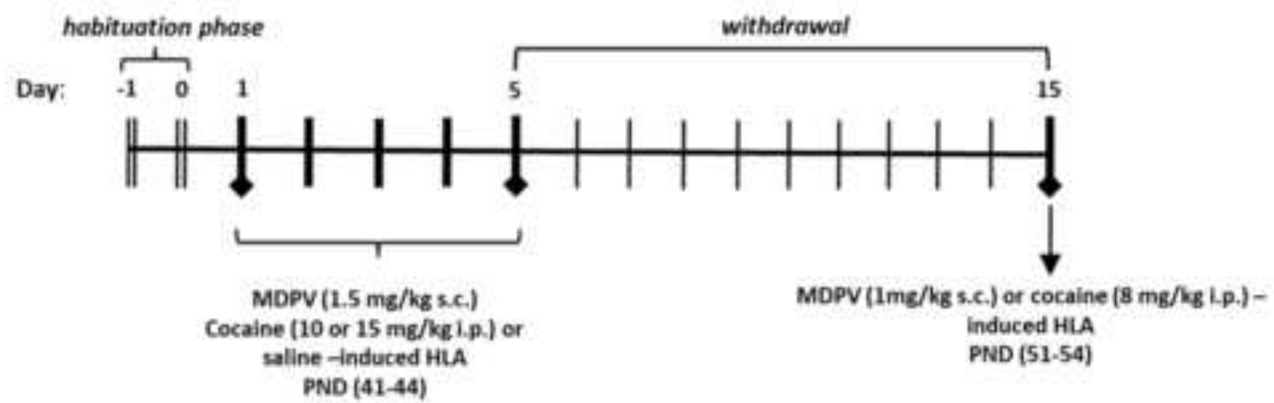 habituation phase
withdrawal
Day: -1 0 1 5 15
MDPV (1.5 mg/kg s.c.)
Cocaine (10 or 15 mg/kg i.p.) or
saline –induced HLA
PND (41-44)
MDPV (1mg/kg s.c.) or cocaine (8 mg/kg i.p.) –
induced HLA
PND (51-54)